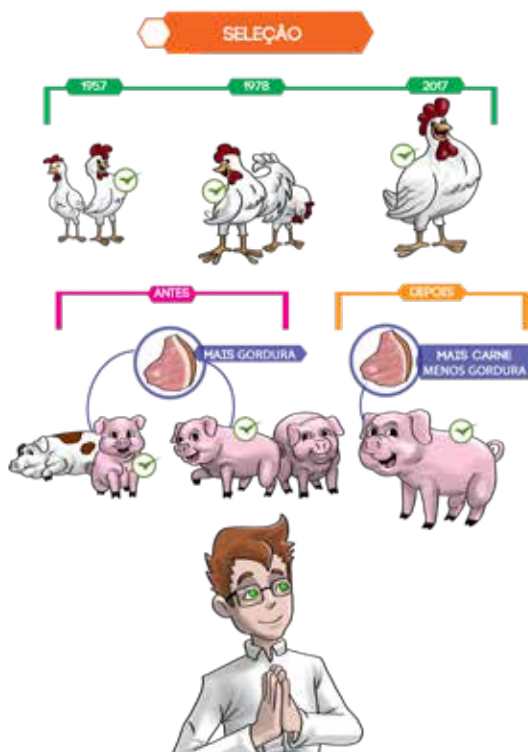 SELEÇÃO
1957
1978
2017
ANTES
DEPOIS
MAIS GORDURA
MAIS CARNE
MENOS GORDURA